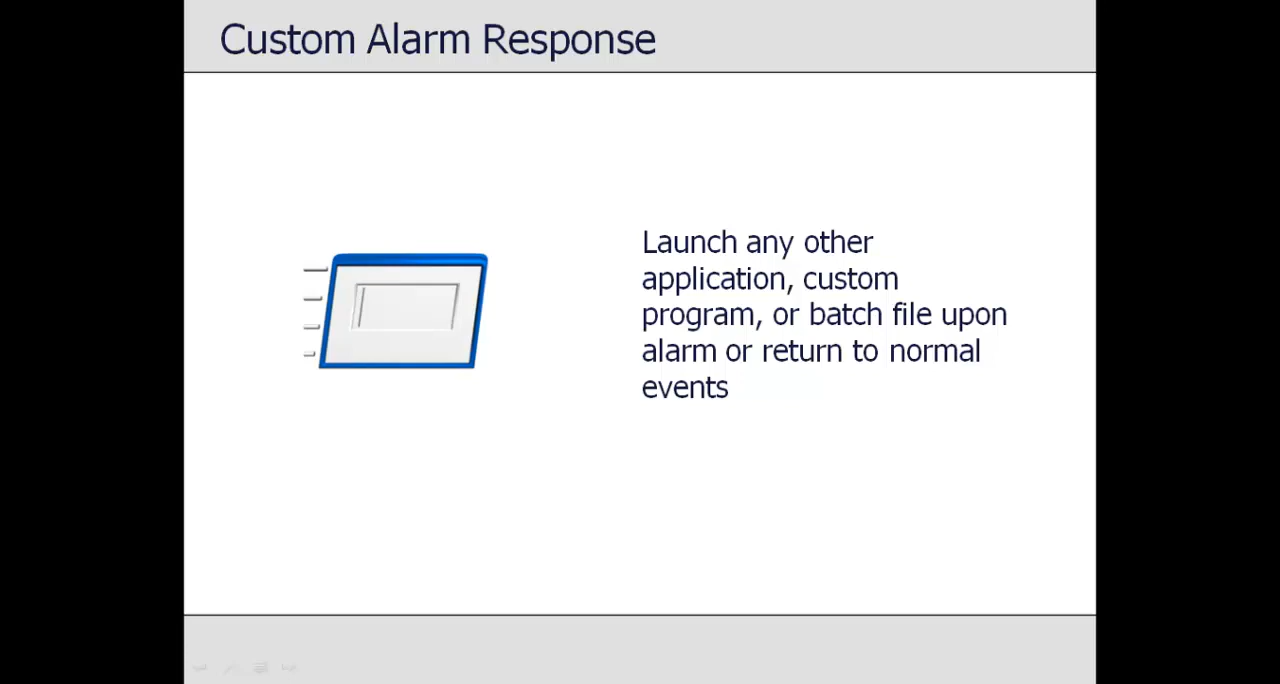 Custom Alarm Response
Launch any other
application, custom
program, or batch file upon
alarm or return to normal
events